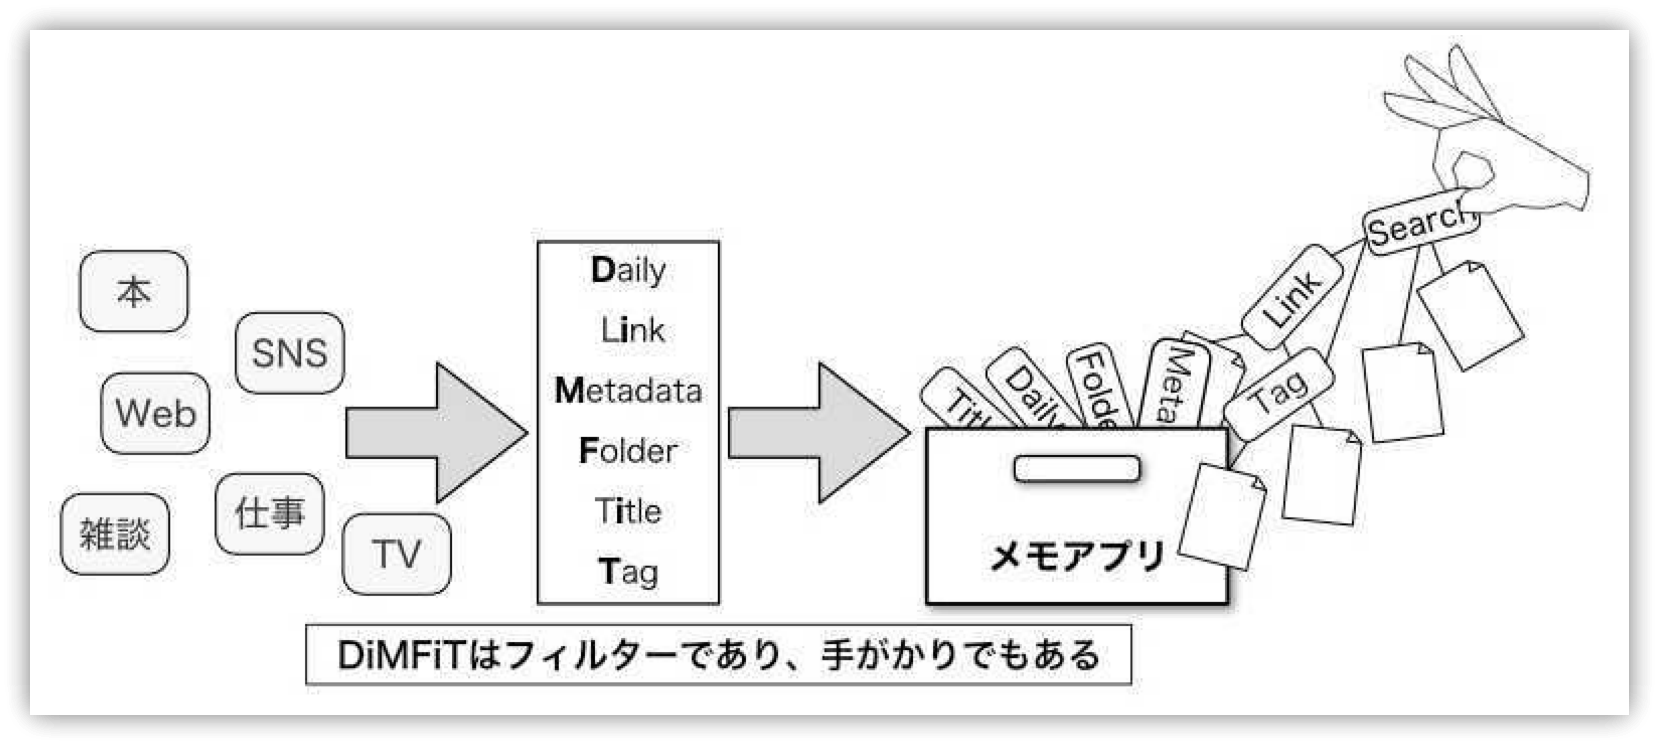 本
SNS
Web
仕事
雑談
TV
Daily
Link
Metadata
Folder
Title
Tag
Titl
Daily
Folde
Meta
Tag
Link
Search
メモアプリ
DiMFiTはフィルターであり、手がかりでもある